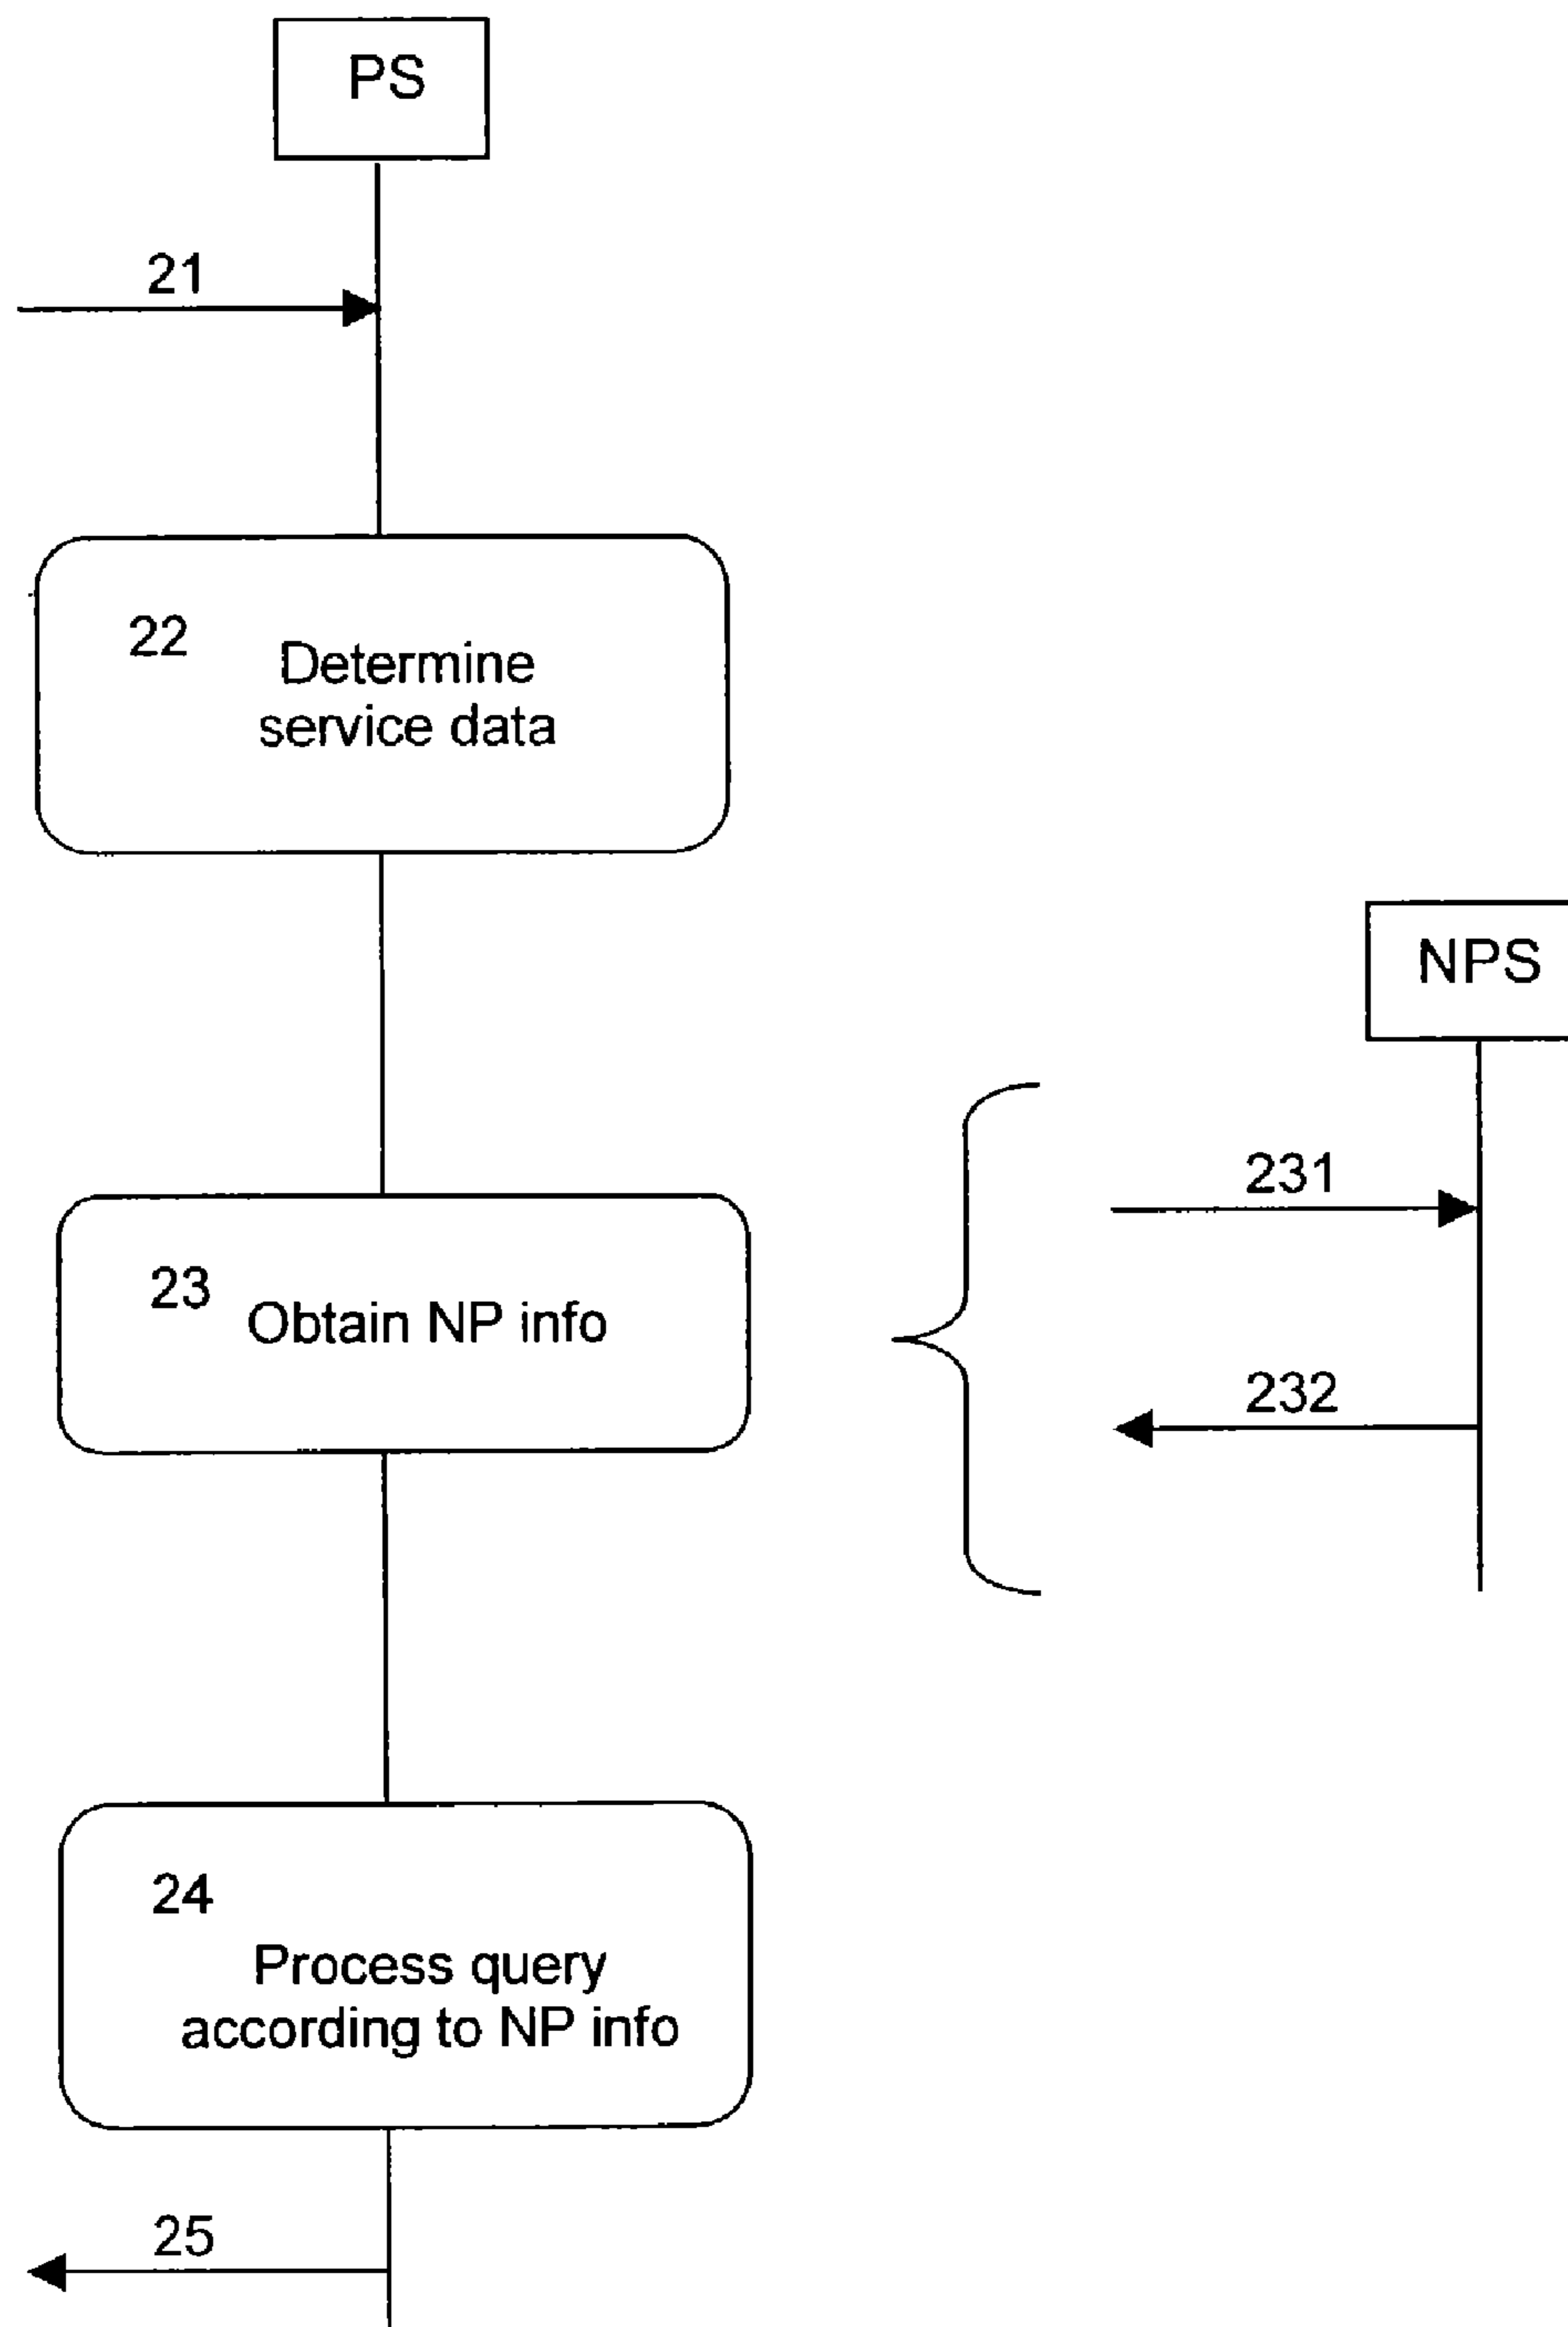 PS
21
22
Determine
service data
NPS
231
23
Obtain NP info
232
24
Process query
according to NP info
25